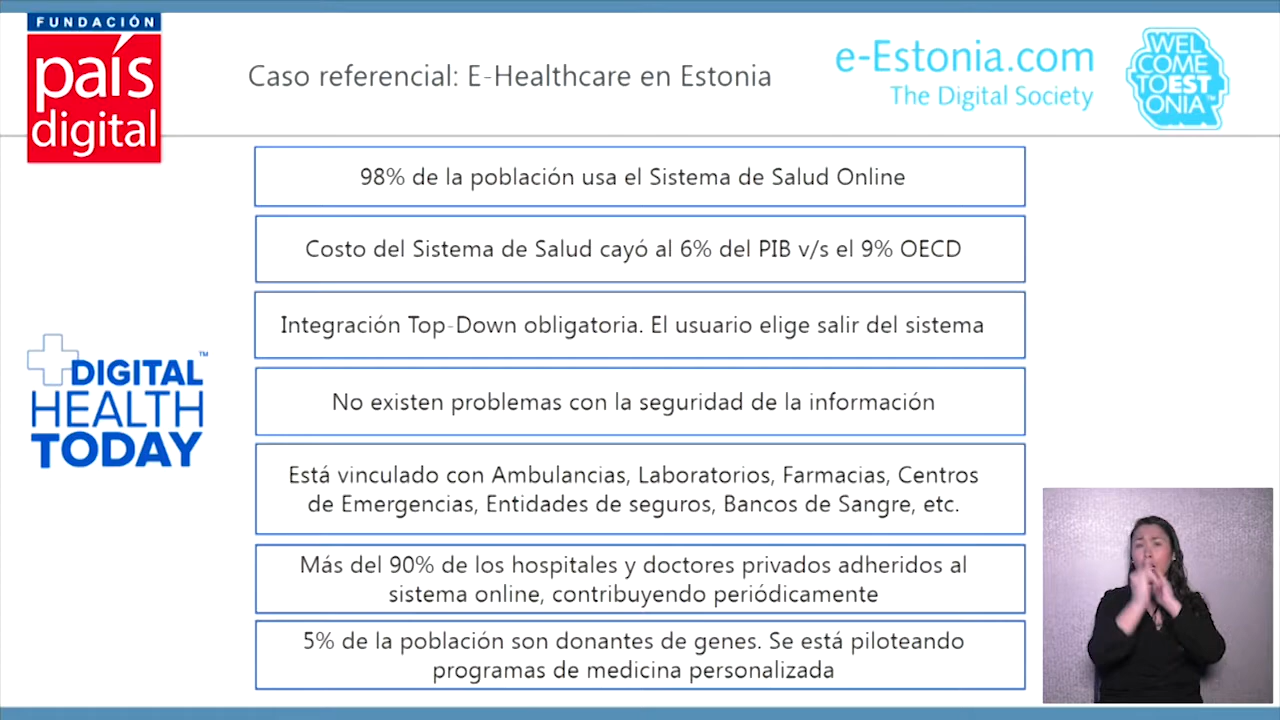 FUNDACIÓN
país
digital
Caso referencial: E-Healthcare en Estonia
e-Estonia.com
The Digital Society
WEL
COME
TOEST
ONIA™
98% de la población usa el Sistema de Salud Online
Costo del Sistema de Salud cayó al 6% del PIB v/s el 9% OECD
Integración Top-Down obligatoria. El usuario elige salir del sistema
No existen problemas con la seguridad de la información
Está vinculado con Ambulancias, Laboratorios, Farmacias, Centros
de Emergencias, Entidades de seguros, Bancos de Sangre, etc.
Más del 90% de los hospitales y doctores privados adheridos al
sistema online, contribuyendo periódicamente
5% de la población son donantes de genes. Se está piloteando
programas de medicina personalizada
DIGITAL™
HEALTH
TODAY